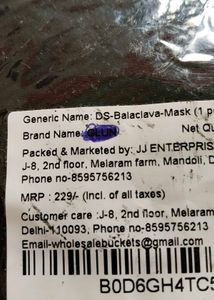 Generic Name: DS-Balaclava-Mask (1 p
Brand Name: GLUN
Net Qu
Packed & Marketed by: JJ ENTERPRIS
J-8, 2nd floor, Melaram farm, Mandoli, D
Phone no-8595756213
MRP : 229/- (Incl. of all taxes)
Customer care :J-8, 2nd floor, Melaram
Delhi-110093, Phone no-8595756213
Email-wholesalebuckets@gmail.com
B0D6GH4TC